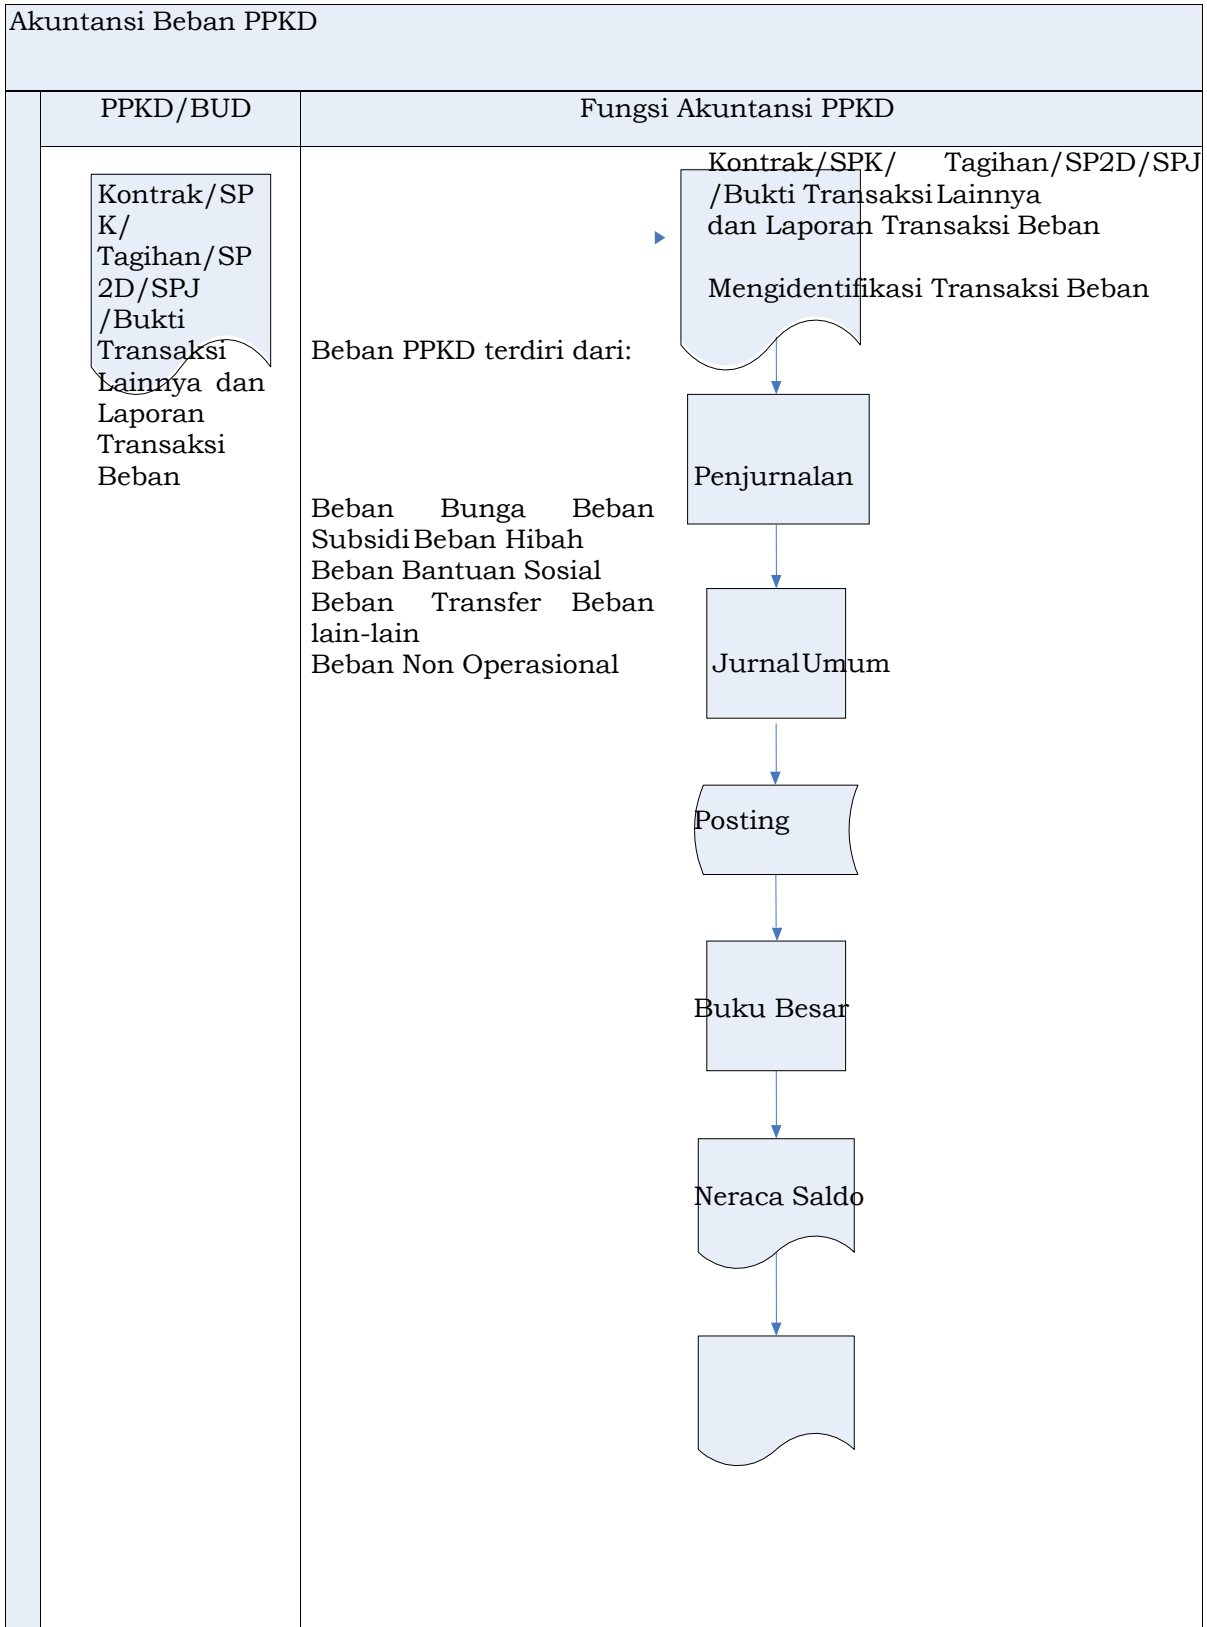 Akuntansi Beban PPKD
PPKD/BUD
Fungsi Akuntansi PPKD
Kontrak/SP
K/
Tagihan/SP
2D/SPJ
/Bukti
Transaksi
Lainnya dan
Laporan
Transaksi
Beban
Beban PPKD terdiri dari:
Beban Bunga Beban
Subsidi Beban Hibah
Beban Bantuan Sosial
Beban Transfer Beban
lain-lain
Beban Non Operasional
Kontrak/SPK/ Tagihan/SP2D/SPJ
/Bukti Transaksi Lainnya
dan Laporan Transaksi Beban
Mengidentifikasi Transaksi Beban
Penjurnalan
Jurnal Umum
Posting
Buku Besar
Neraca Saldo